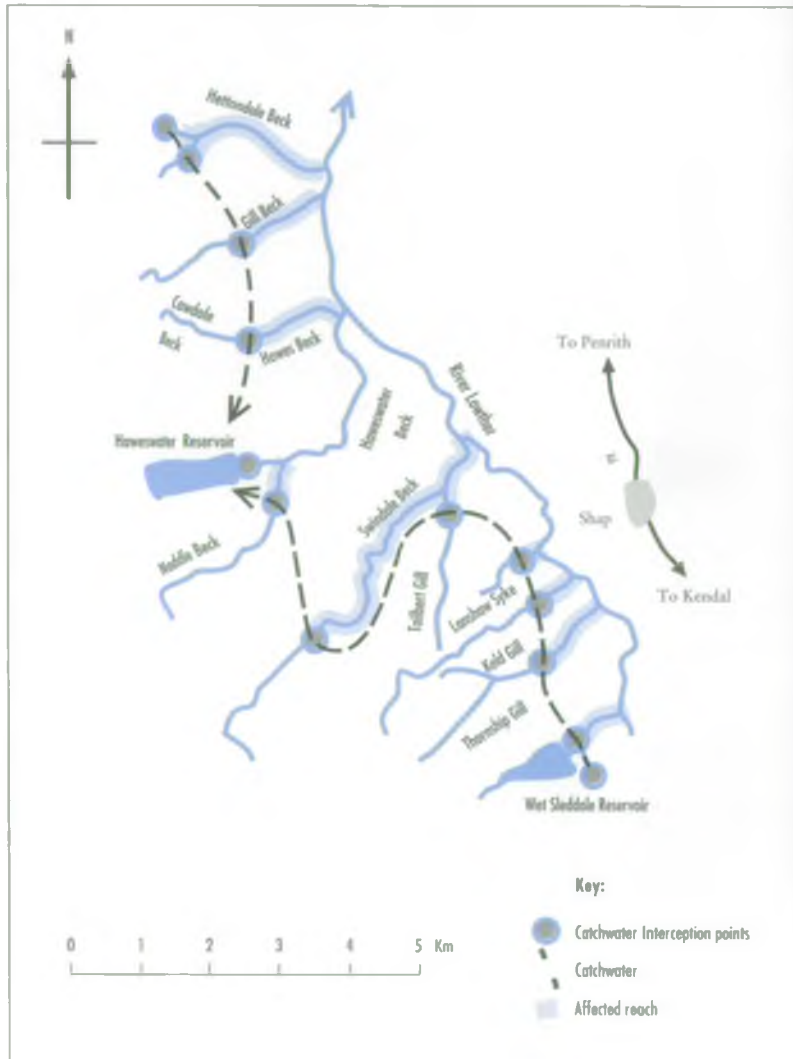 N
Hettondale Beck
Gill Beck
Cawdale
Beck
Hawes Beck
To Penrith
River Lowther
Haweswater
Beck
Haweswater Reservoir
Swindale Beck
Shap
Naddle Beck
To Kendal
Tailbert Gill
Lanshaw Syke
Keld Gill
Thornship Gill
Wet Sleddale Reservoir
Key:
Catchwater Interception points
0 1 2 3 4 5 Km
Catchwater
Affected reach